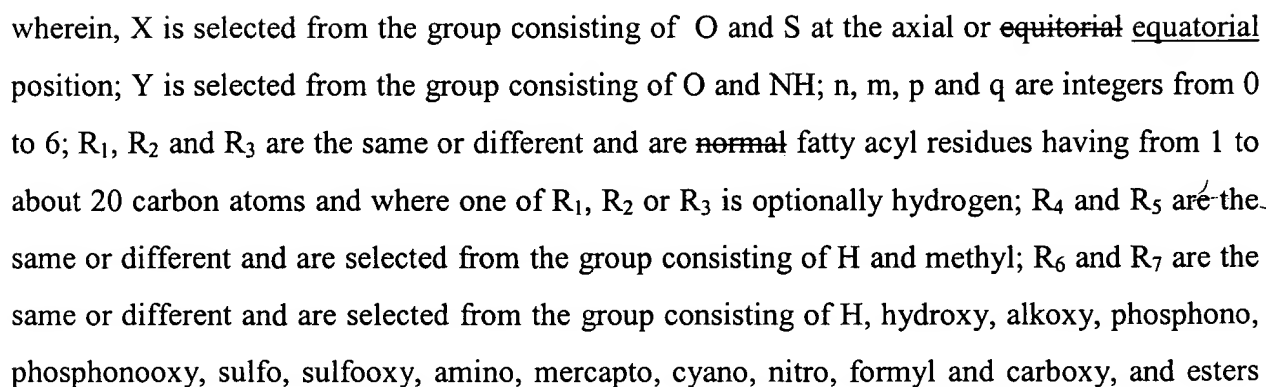 wherein, X is selected from the group consisting of O and S at the axial or equitorial equatorial
position; Y is selected from the group consisting of O and NH; n, m, p and q are integers from 0
to 6; R₁, R₂ and R₃ are the same or different and are normal fatty acyl residues having from 1 to
about 20 carbon atoms and where one of R₁, R₂ or R₃ is optionally hydrogen; R₄ and R₅ are the
same or different and are selected from the group consisting of H and methyl; R₆ and R₇ are the
same or different and are selected from the group consisting of H, hydroxy, alkoxy, phosphono,
phosphonooxy, sulfo, sulfooxy, amino, mercapto, cyano, nitro, formyl and carboxy, and esters